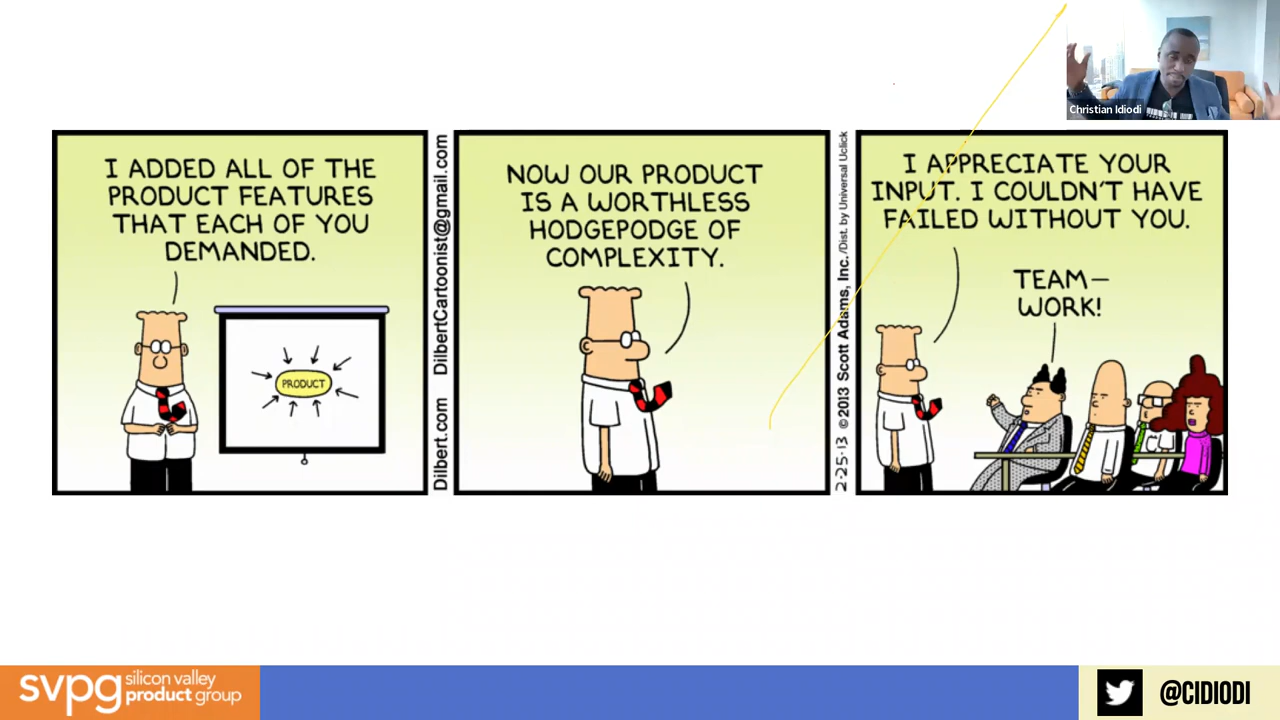 Christian Idiodi
I ADDED ALL OF THE
PRODUCT FEATURES
THAT EACH OF YOU
DEMANDED.
PRODUCT
Dilbert.com DilbertCartoonist@gmail.com
NOW OUR PRODUCT
IS A WORTHLESS
HODGEPODGE OF
COMPLEXITY.
2-25-13 ©2013 Scott Adams, Inc./Dist. by Universal Uclick
I APPRECIATE YOUR
INPUT. I COULDN'T HAVE
FAILED WITHOUT YOU.
TEAM–
WORK!
svpg silicon valley
product group
@CIDIODI